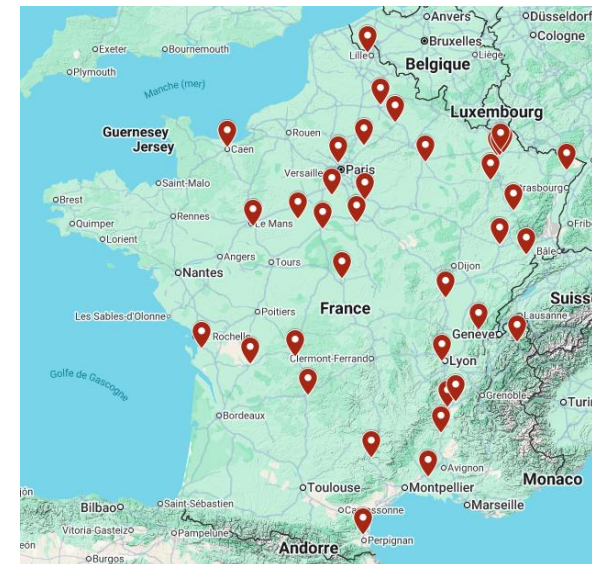 Anvers
Düsseldorf
Exeter
Bournemouth
Bruxelles
Cologne
Plymouth
Lille
Liège
Belgique
Manche (mer)
Luxembourg
Guernesey
Jersey
Rouen
Caen
Versailles
Paris
Saint-Malo
Strasbourg
Brest
Quimper
Rennes
Le Mans
Lorient
Angers
Tours
Dijon
Bâle
Nantes
Poitiers
France
Suiss
Les Sables-d'Olonne
Lausanne
Rochelle
Genève
Clermont-Ferrand
Lyon
Golfe de Gascogne
Grenoble
Turi
Bordeaux
Avignon
Monaco
Toulouse
Montpellier
Bilbao
Saint-Sébastien
Marseille
Vitoria-Gasteiz
Pampelune
Perpignan
Andorre
Burgos